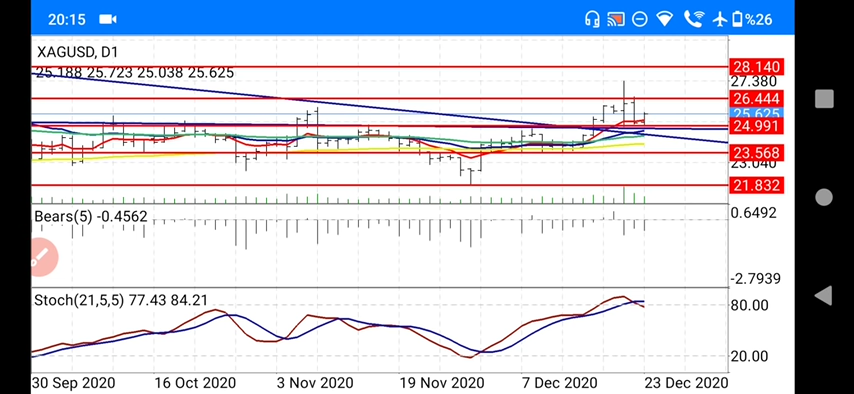 20:15 %26
XAGUSD, D1
25.188 25.723 25.038 25.625
28.140
27.380
26.444
25.625
24.991
23.568
23.040
21.832
Bears(5) -0.4562
0.6492
-2.7939
Stoch(21,5,5) 77.43 84.21
80.00
20.00
30 Sep 2020 16 Oct 2020 3 Nov 2020 19 Nov 2020 7 Dec 2020 23 Dec 2020